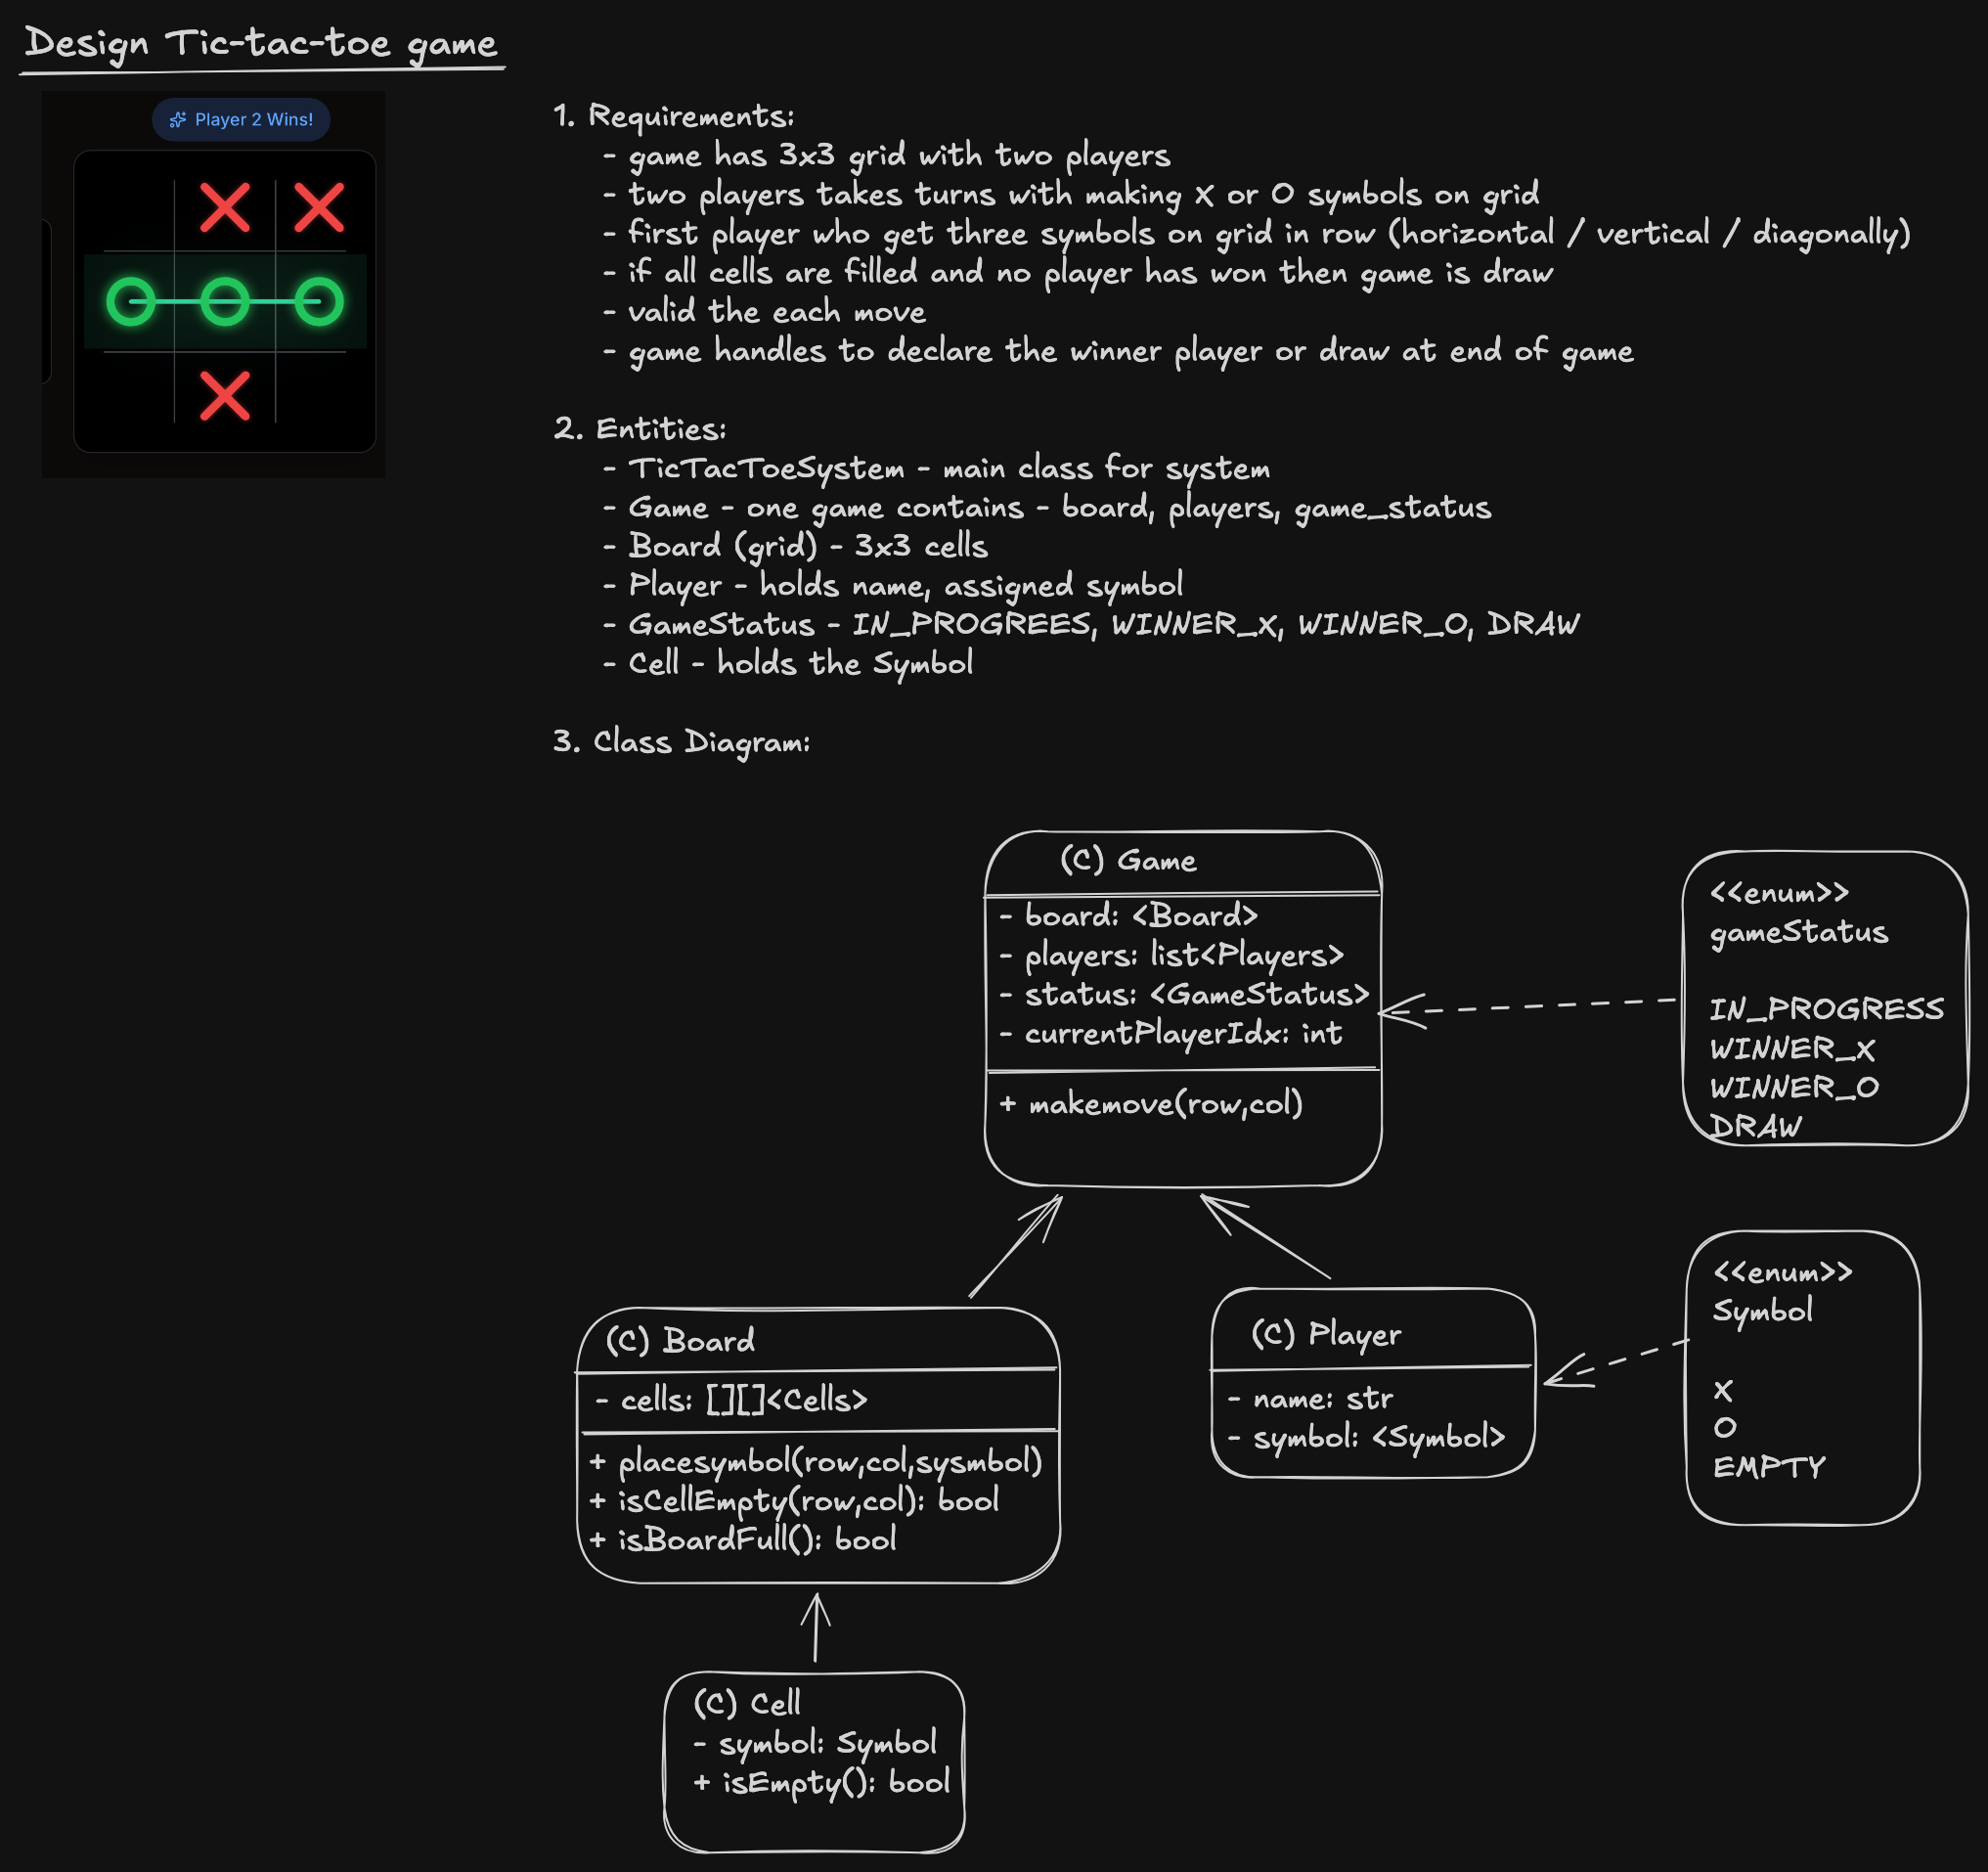 Design Tic-tac-toe game
Player 2 Wins!
1. Requirements:
- game has 3x3 grid with two players
- two players takes turns with making X or O symbols on grid
- first player who get three symbols on grid in row (horizontal / vertical / diagonally)
- if all cells are filled and no player has won then game is draw
- valid the each move
- game handles to declare the winner player or draw at end of game
2. Entities:
- TicTacToeSystem - main class for system
- Game - one game contains - board, players, game_status
- Board (grid) - 3x3 cells
- Player - holds name, assigned symbol
- GameStatus - IN_PROGREES, WINNER_X, WINNER_O, DRAW
- Cell - holds the Symbol
3. Class Diagram:
(C) Game
- board: <Board>
- players: list<Players>
- status: <GameStatus>
- currentPlayerIdx: int
+ makemove(row,col)
<<enum>>
gameStatus
IN_PROGRESS
WINNER_X
WINNER_O
DRAW
(C) Board
- cells: [][]<Cells>
+ placesymbol(row,col,sysmbol)
+ isCellEmpty(row,col): bool
+ isBoardFull(): bool
(C) Player
- name: str
- symbol: <Symbol>
<<enum>>
Symbol
X
O
EMPTY
(C) Cell
- symbol: Symbol
+ isEmpty(): bool